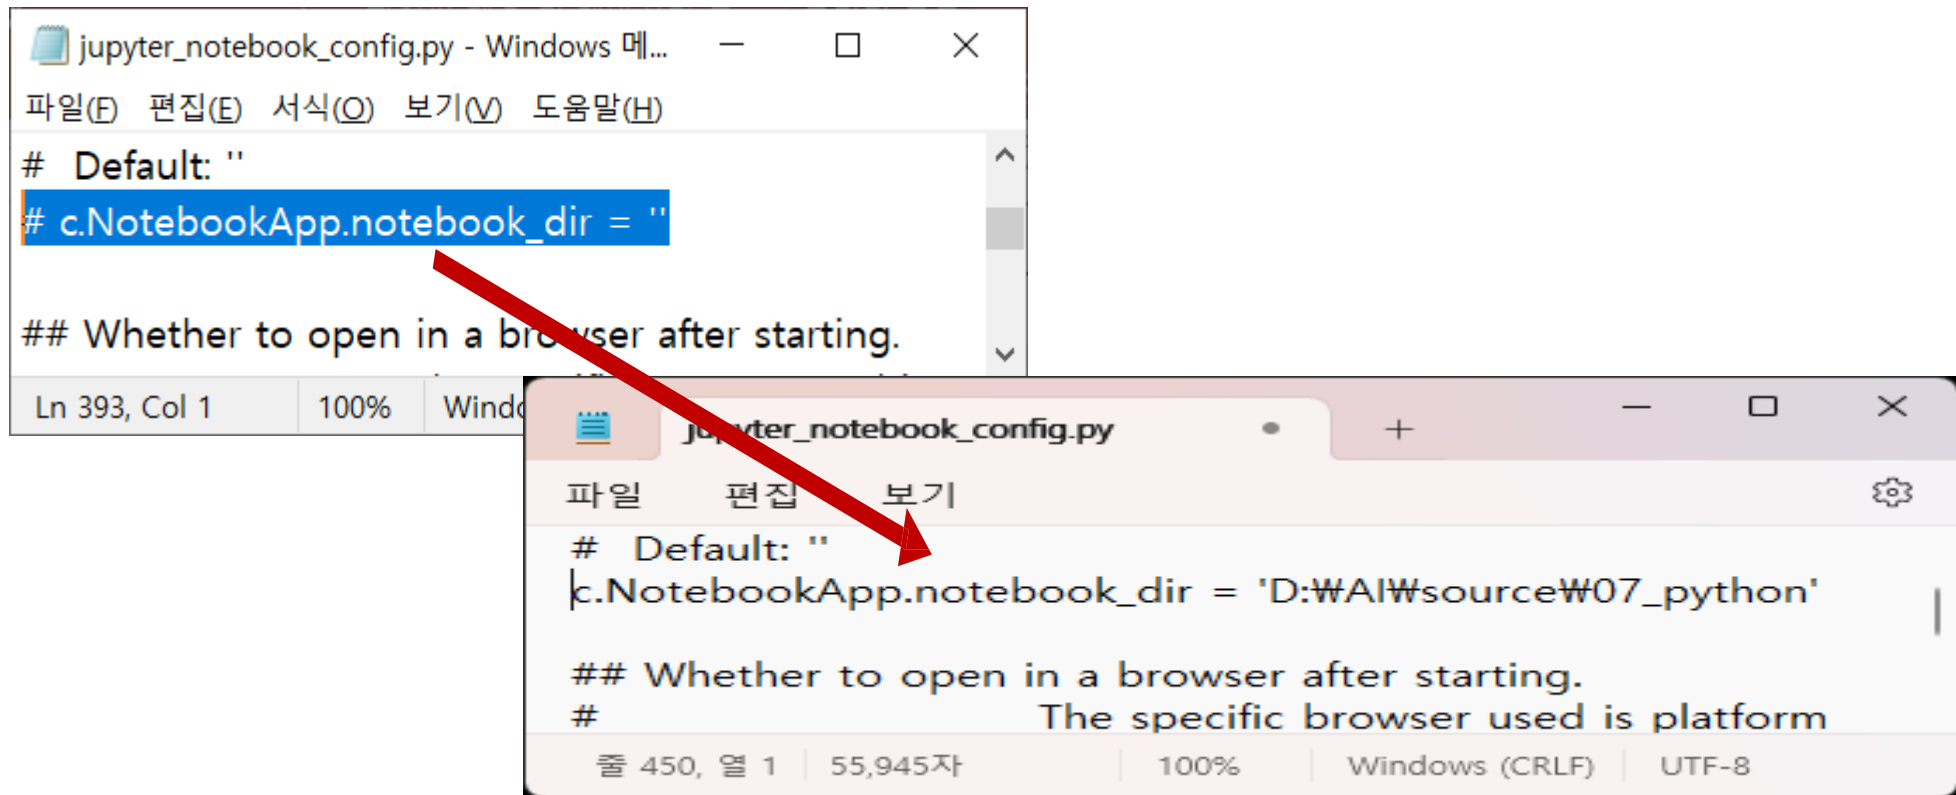 jupyter_notebook_config.py - Windows 메...
파일(F) 편집(E) 서식(O) 보기(V) 도움말(H)
# Default: ''
# c.NotebookApp.notebook_dir = ''
## Whether to open in a browser after starting.
Ln 393, Col 1 100% Windo
jupyter_notebook_config.py
파일 편집 보기
# Default: ''
c.NotebookApp.notebook_dir = 'D:₩AI₩source₩07_python'
## Whether to open in a browser after starting.
# The specific browser used is platform
줄 450, 열 1 55,945자 100% Windows (CRLF) UTF-8